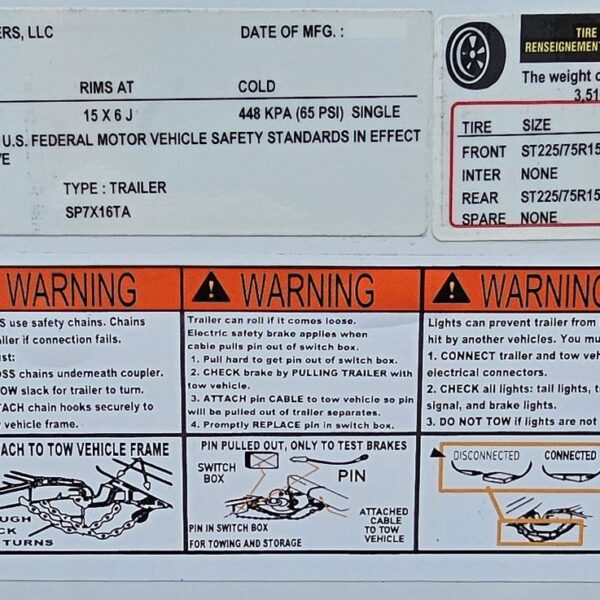 ERS, LLC
DATE OF MFG. :
RIMS AT
COLD
15 X 6 J
448 KPA (65 PSI) SINGLE
U.S. FEDERAL MOTOR VEHICLE SAFETY STANDARDS IN EFFECT
VE
TYPE : TRAILER
SP7X16TA
TIRE
RENSEIGNEMENT
The weight o
3,51
TIRE SIZE
FRONT ST225/75R15
INTER NONE
REAR ST225/75R15
SPARE NONE
WARNING
S use safety chains. Chains
ailer if connection fails.
ust:
OSS chains underneath coupler.
OW slack for trailer to turn.
TACH chain hooks securely to
vehicle frame.
ACH TO TOW VEHICLE FRAME
OUGH
CK
TURNS
WARNING
Trailer can roll if it comes loose.
Electric safety brake applies when
cable pulls pin out of switch box.
1. Pull hard to get pin out of switch box.
2. CHECK brake by PULLING TRAILER with
tow vehicle.
3. ATTACH pin CABLE to tow vehicle so pin
will be pulled out of trailer separates.
4. Promptly REPLACE pin in switch box.
PIN PULLED OUT, ONLY TO TEST BRAKES
SWITCH
BOX
PIN
ATTACHED
CABLE
TO TOW
VEHICLE
PIN IN SWITCH BOX
FOR TOWING AND STORAGE
WARNING
Lights can prevent trailer from
hit by another vehicles. You mus
1. CONNECT trailer and tow veh
electrical connectors.
2. CHECK all lights: tail lights, t
signal, and brake lights.
3. DO NOT TOW if lights are not
DISCONNECTED
CONNECTED